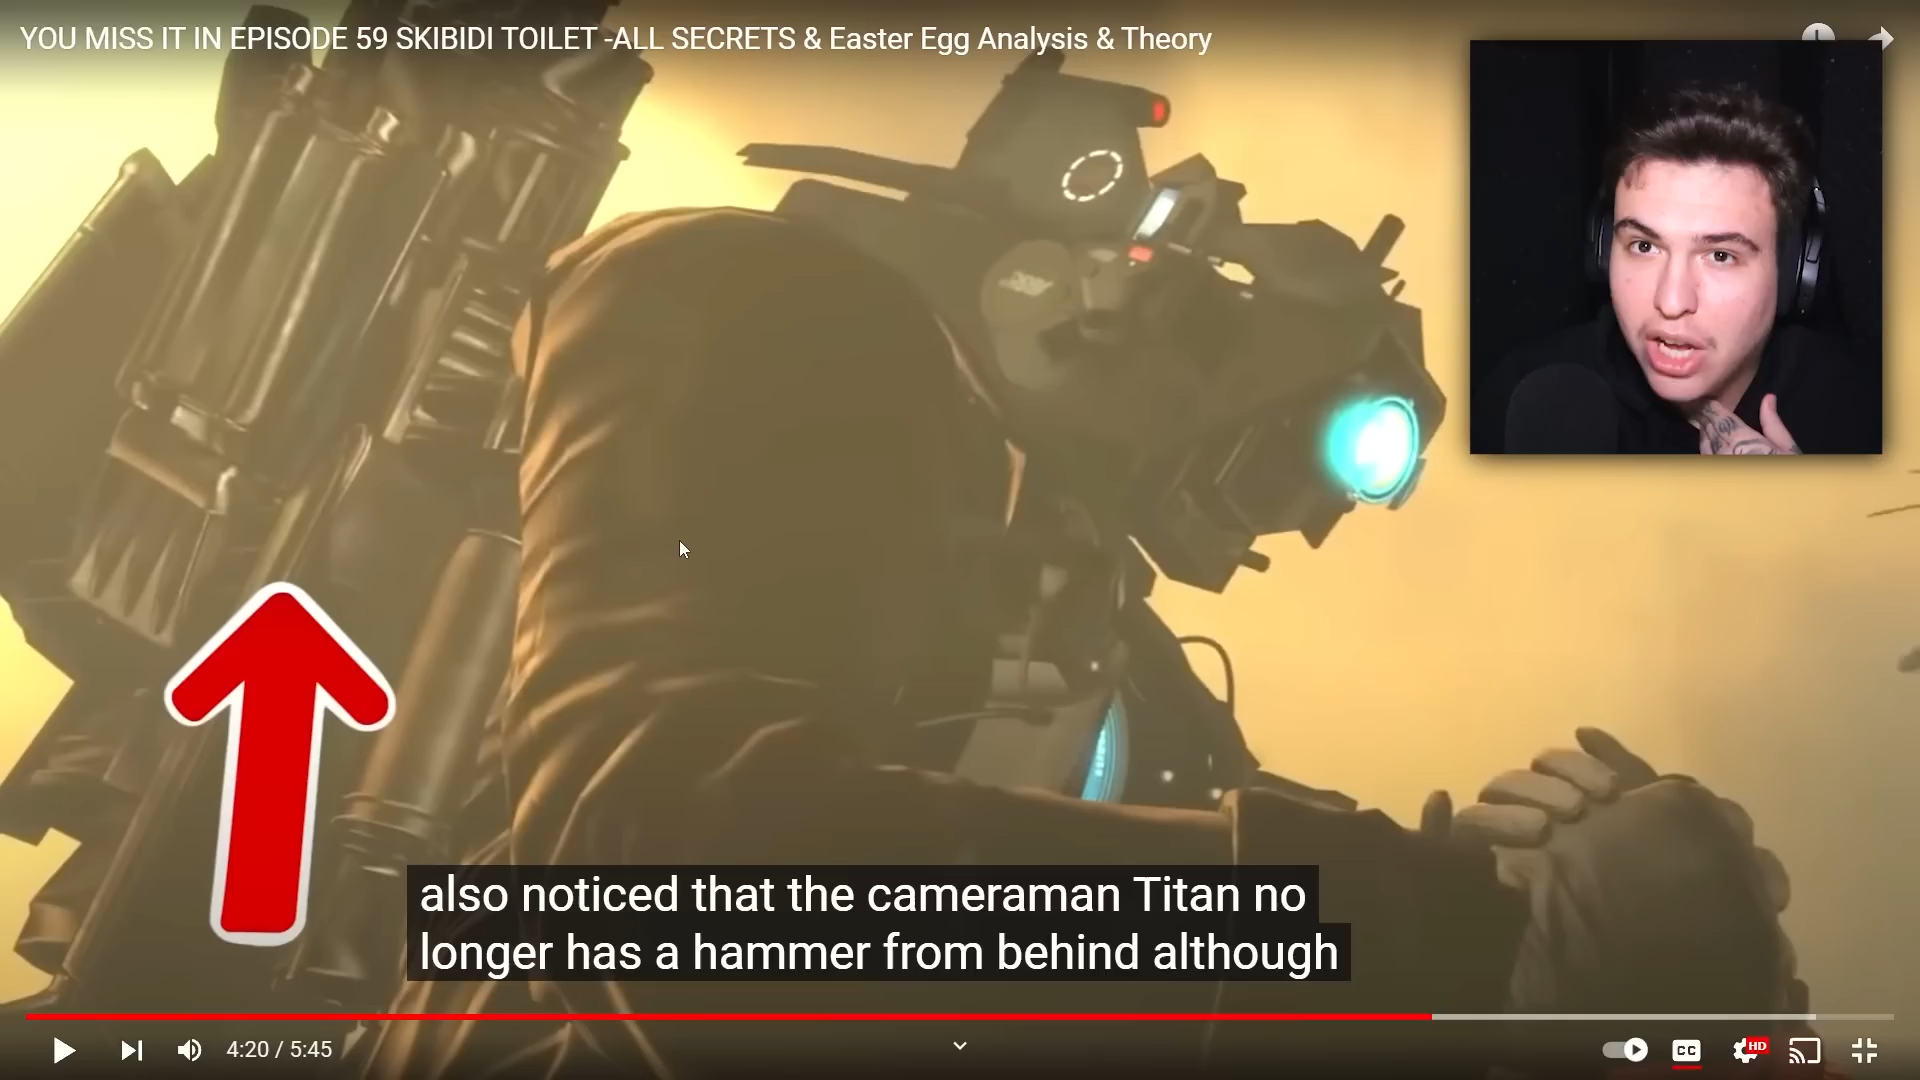 YOU MISS IT IN EPISODE 59 SKIBIDI TOILET -ALL SECRETS & Easter Egg Analysis & Theory
also noticed that the cameraman Titan no
longer has a hammer from behind although
4:20 / 5:45
CC
HD